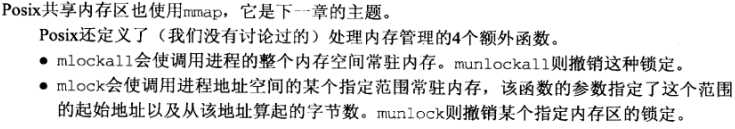 Posix共享内存区也使用mmap，它是下一章的主题。
Posix还定义了（我们没有讨论过的）处理内存管理的4个额外函数。
● mlockall会使调用进程的整个内存空间常驻内存。munlockall则撤销这种锁定。
● mlock会使调用进程地址空间的某个指定范围常驻内存，该函数的参数指定了这个范围
的起始地址以及从该地址算起的字节数。munlock则撤销某个指定内存区的锁定。